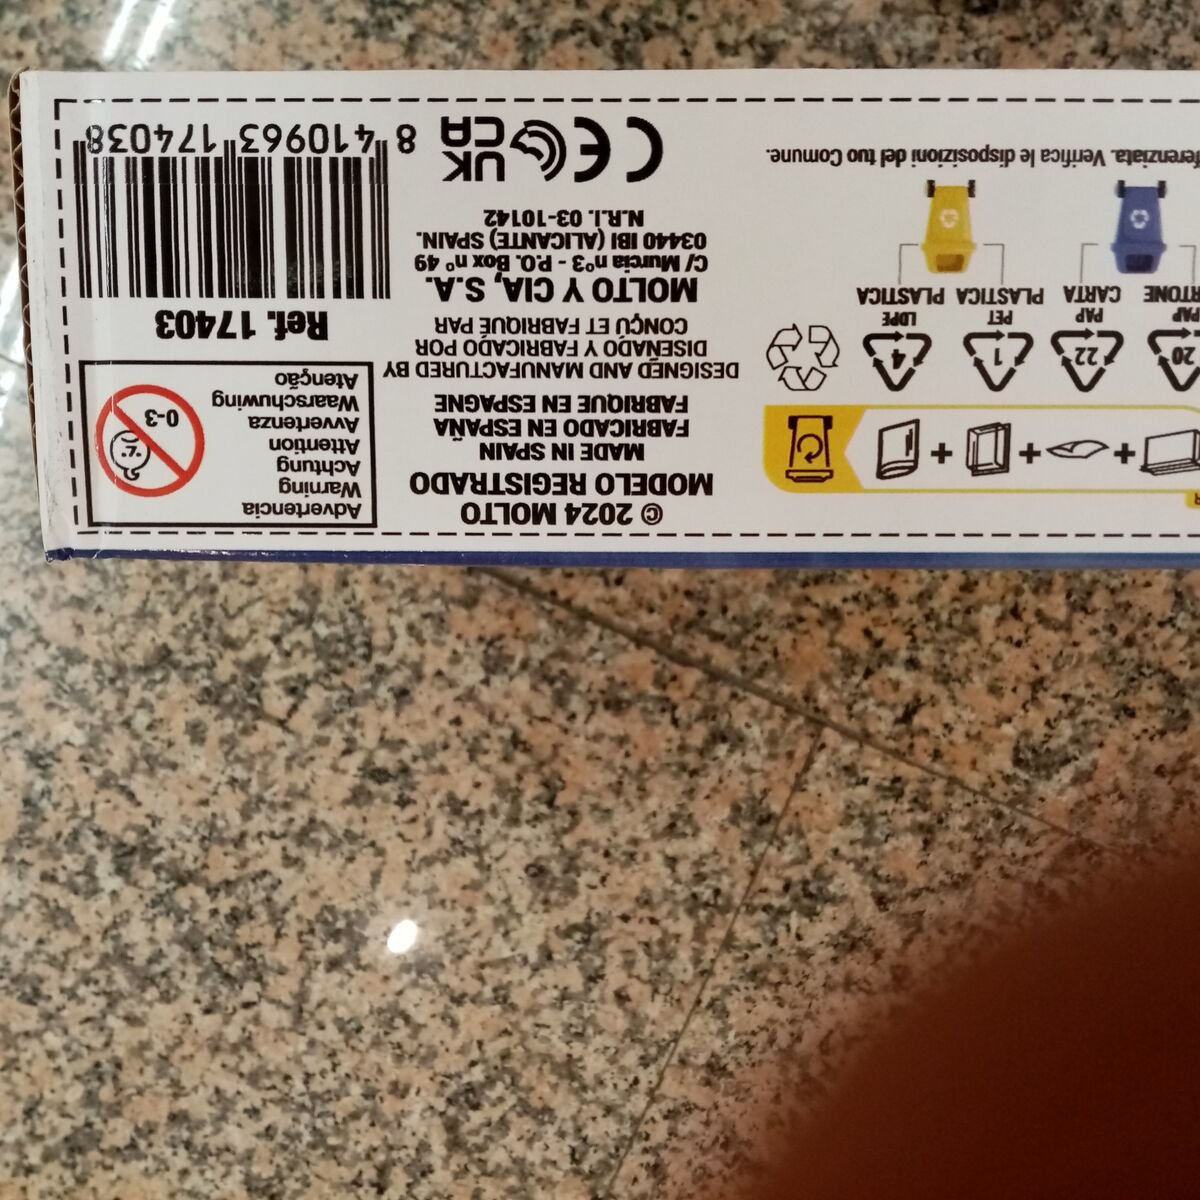 R
+ + +
20
PAP
RTONE
22
PAP
CARTA
1
PET
PLASTICA
4
LDPE
PLASTICA
ferenziata. Verifica le disposizioni del tuo Comune.
© 2024 MOLTO
MODELO REGISTRADO
MADE IN SPAIN
FABRICADO EN ESPAÑA
FABRIQUE EN ESPAGNE
DESIGNED AND MANUFACTURED BY
DISEÑADO Y FABRICADO POR
CONÇU ET FABRIQUÉ PAR
MOLTO Y CIA, S.A.
C/ Murcia nº3 - P.O. Box nº 49
03440 IBI (ALICANTE) SPAIN.
N.R.I. 03-10142
CE
UK
CA
Advertencia
Warning
Achtung
Attention
Avvertenza
Waarschuwing
Atenção
0-3
Ref. 17403
8 410963 174038